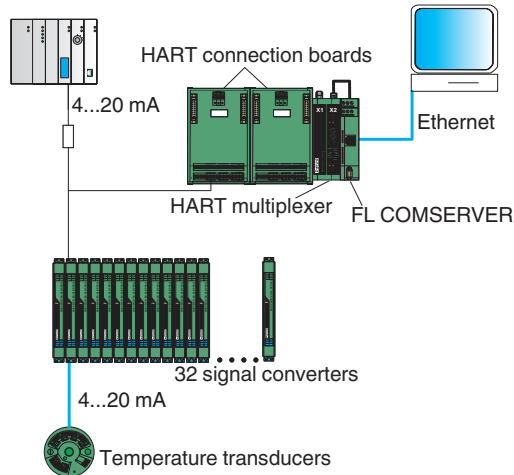 HART connection boards
4...20 mA
X1 X2
Ethernet
HART multiplexer
FL COMSERVER
32 signal converters
4...20 mA
Temperature transducers